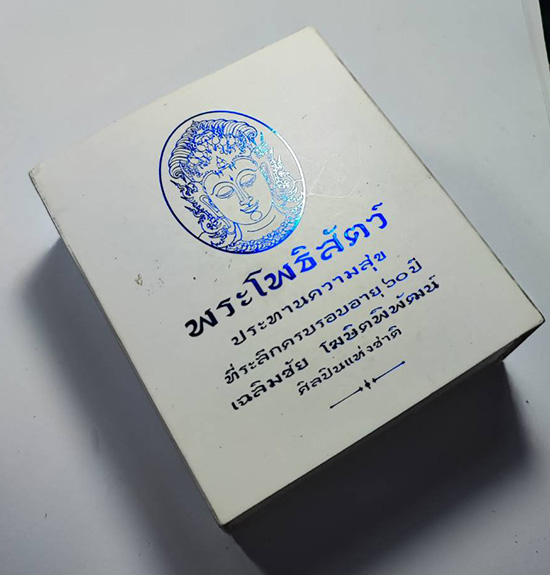 พระโพธิสัตว์
ประทานความสุข
ที่ระลึกครบรอบอายุ ๖๐ ปี
เฉลิมชัย โฆษิตพิพัฒน์
ศิลปินแห่งชาติ